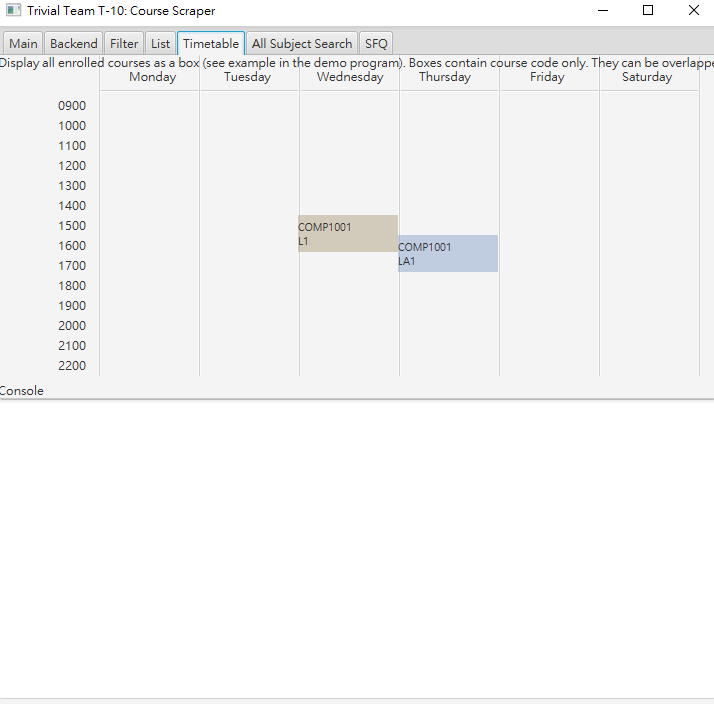 Trivial Team T-10: Course Scraper
Main Backend Filter List Timetable All Subject Search SFQ
Display all enrolled courses as a box (see example in the demo program). Boxes contain course code only. They can be overlappe
Monday Tuesday Wednesday Thursday Friday Saturday
0900
1000
1100
1200
1300
1400
1500
1600
1700
1800
1900
2000
2100
2200
COMP1001
L1
COMP1001
LA1
Console